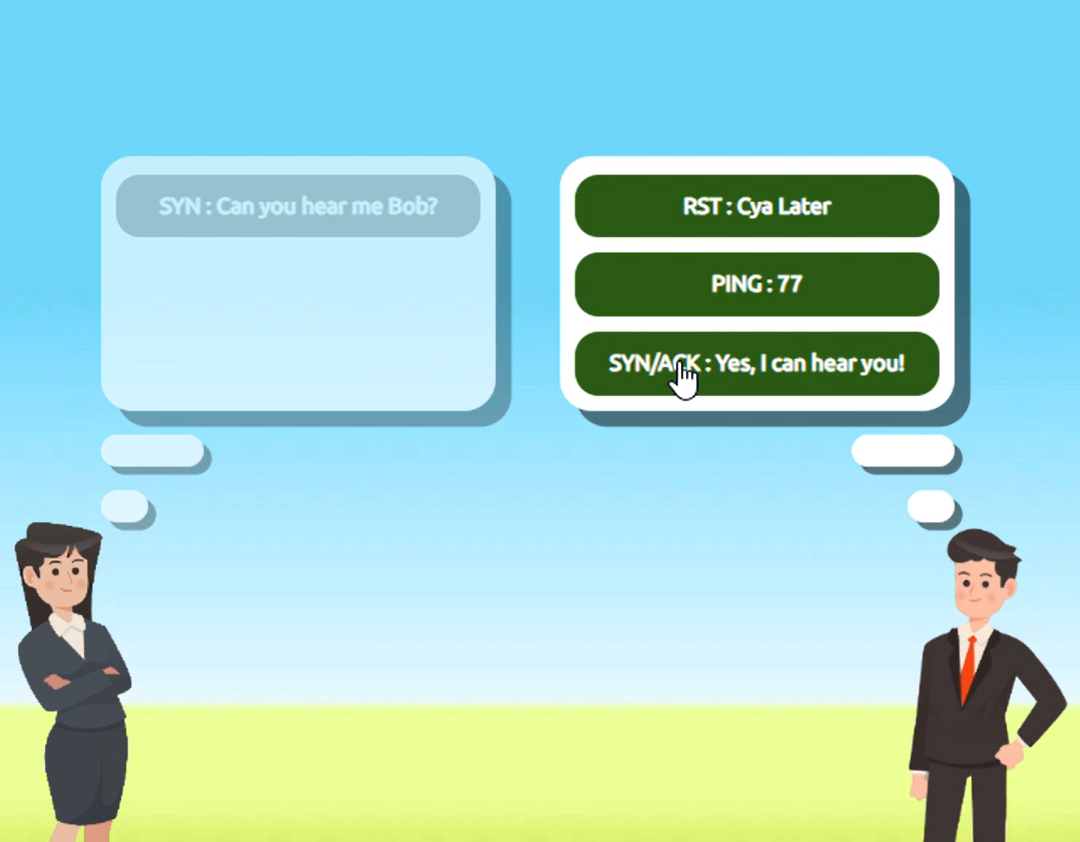 SYN : Can you hear me Bob?
RST : Cya Later
PING : 77
SYN/ACK : Yes, I can hear you!